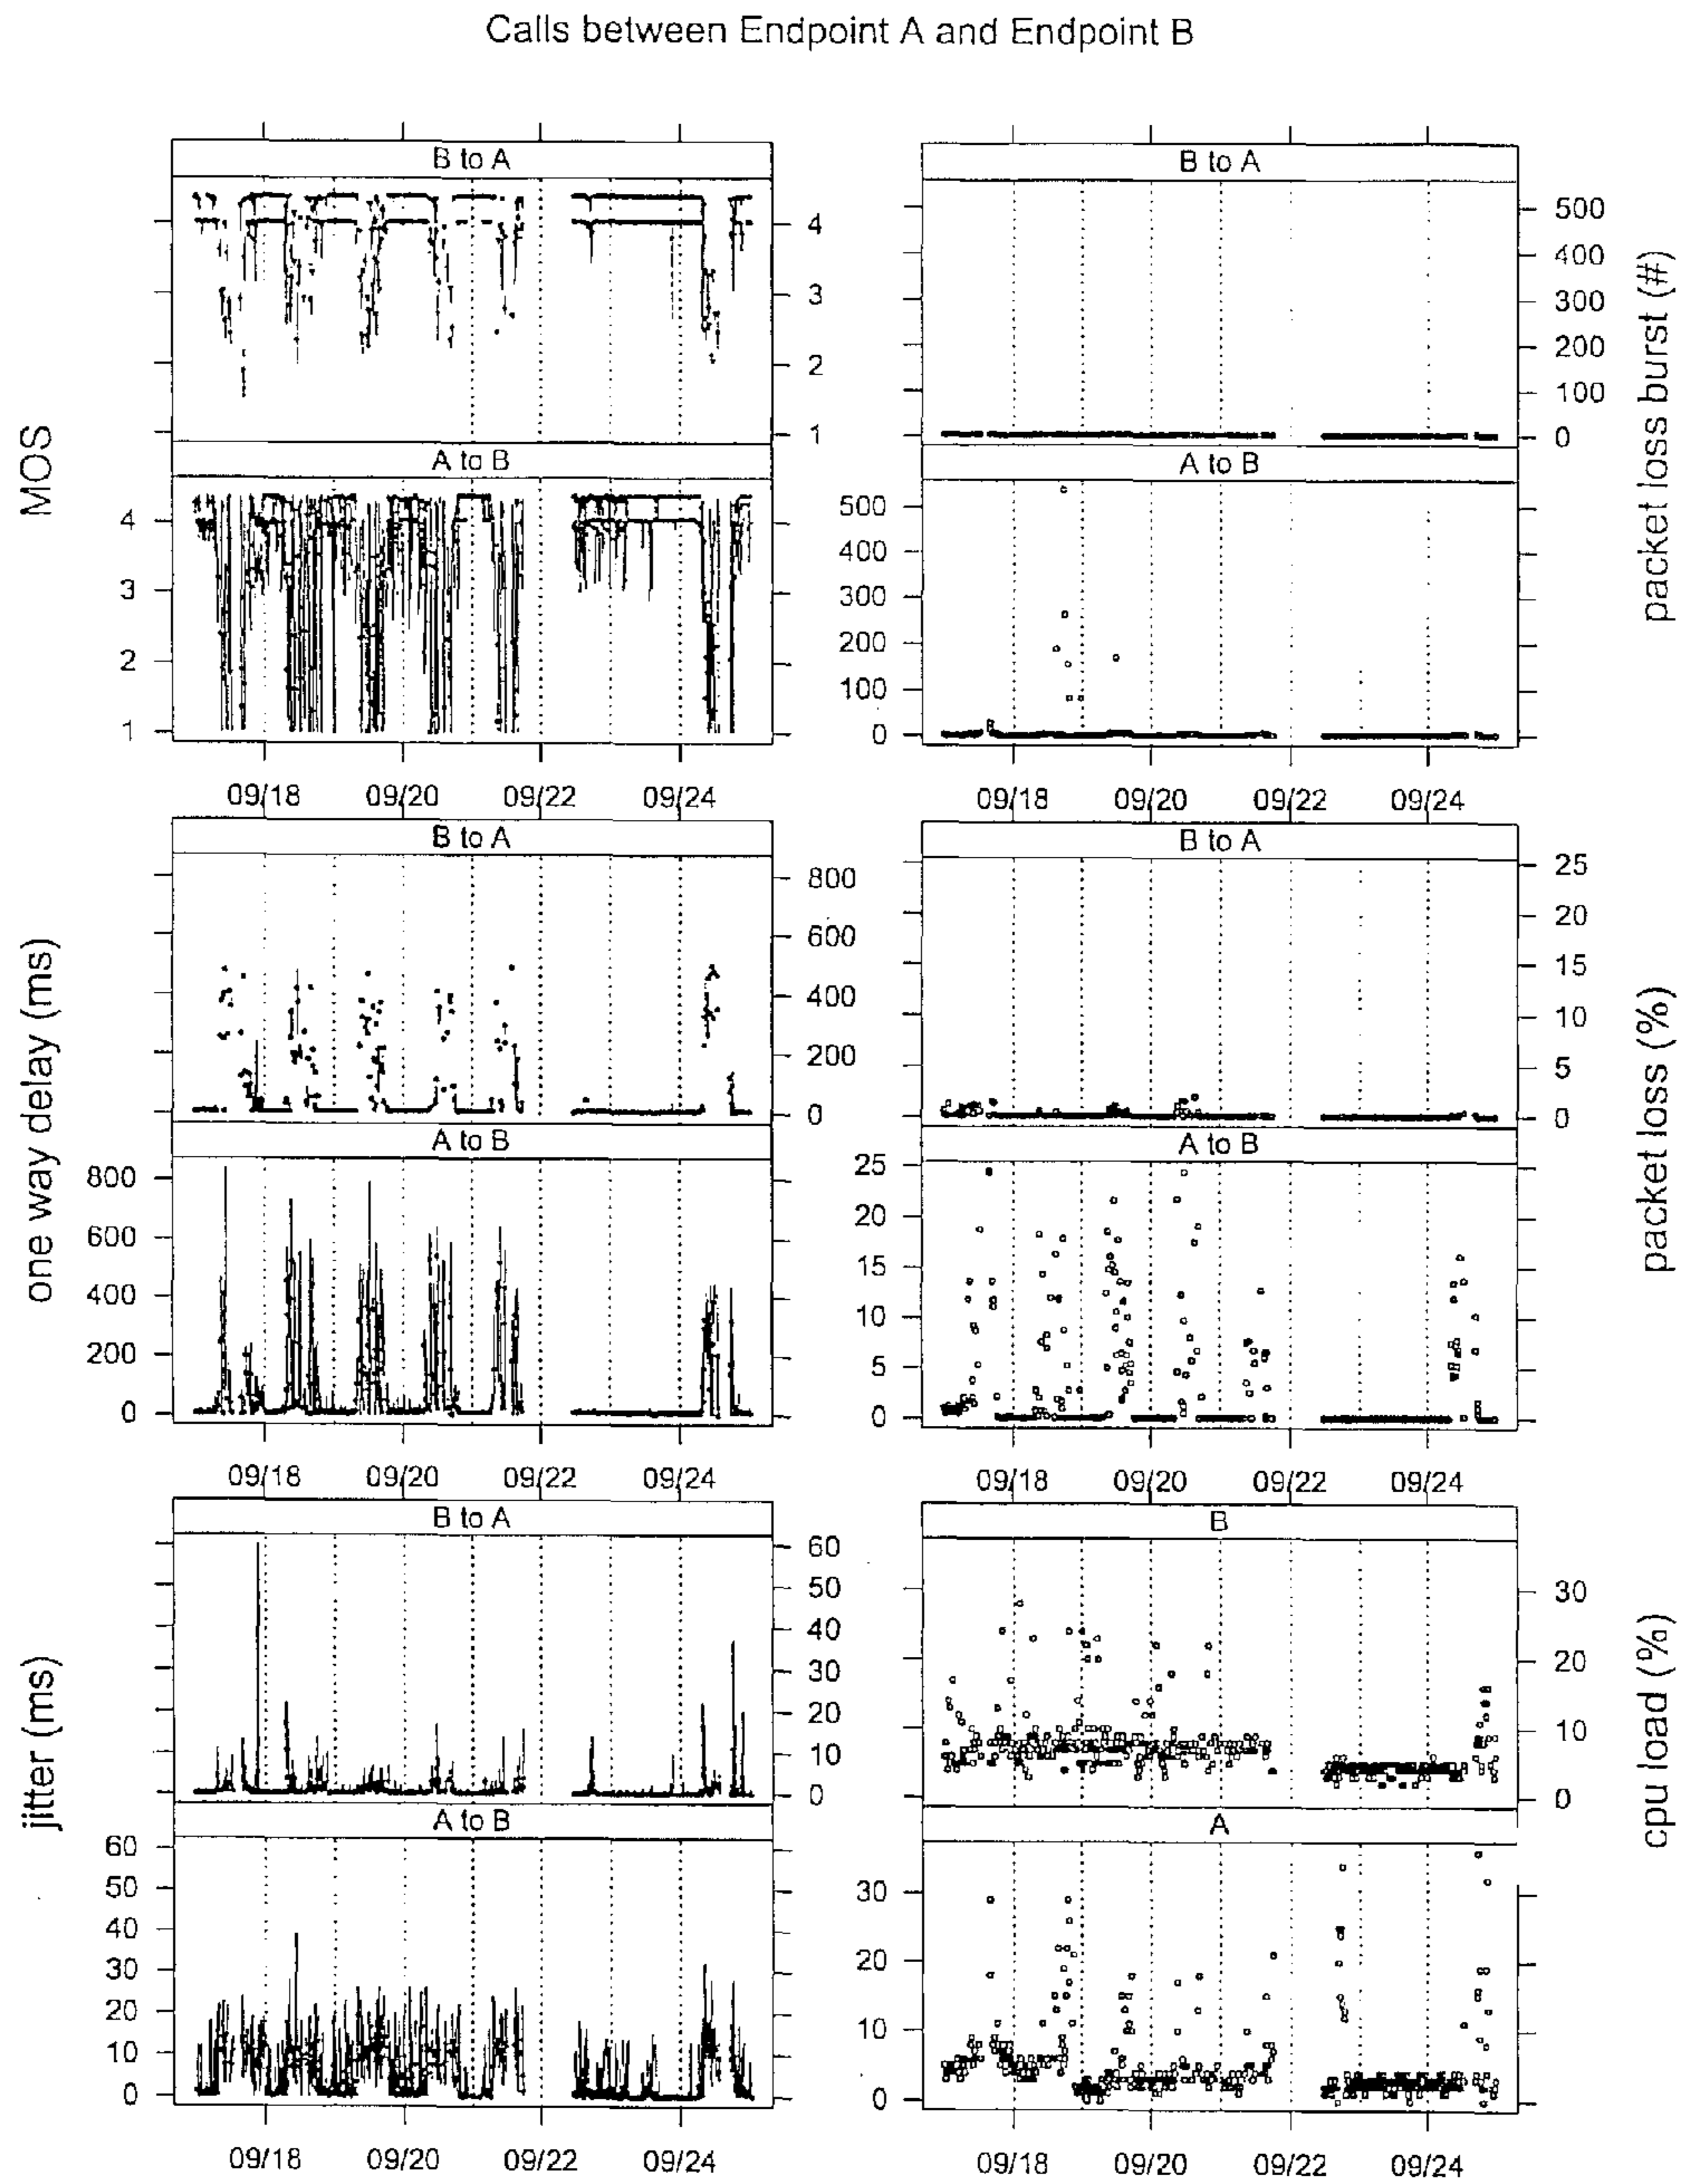 Calls between Endpoint A and Endpoint B
MOS
B to A
4
3
2
1
A to B
4
3
2
1
09/18 09/20 09/22 09/24
B to A
500
400
300
200
100
0
packet loss burst (#)
A to B
500
400
300
200
100
0
09/18 09/20 09/22 09/24
one way delay (ms)
B to A
800
600
400
200
0
A to B
800
600
400
200
0
09/18 09/20 09/22 09/24
B to A
25
20
15
10
5
0
packet loss (%)
A to B
25
20
15
10
5
0
09/18 09/20 09/22 09/24
jitter (ms)
B to A
60
50
40
30
20
10
0
A to B
60
50
40
30
20
10
0
09/18 09/20 09/22 09/24
B
30
20
10
0
cpu load (%)
A
30
20
10
0
09/18 09/20 09/22 09/24